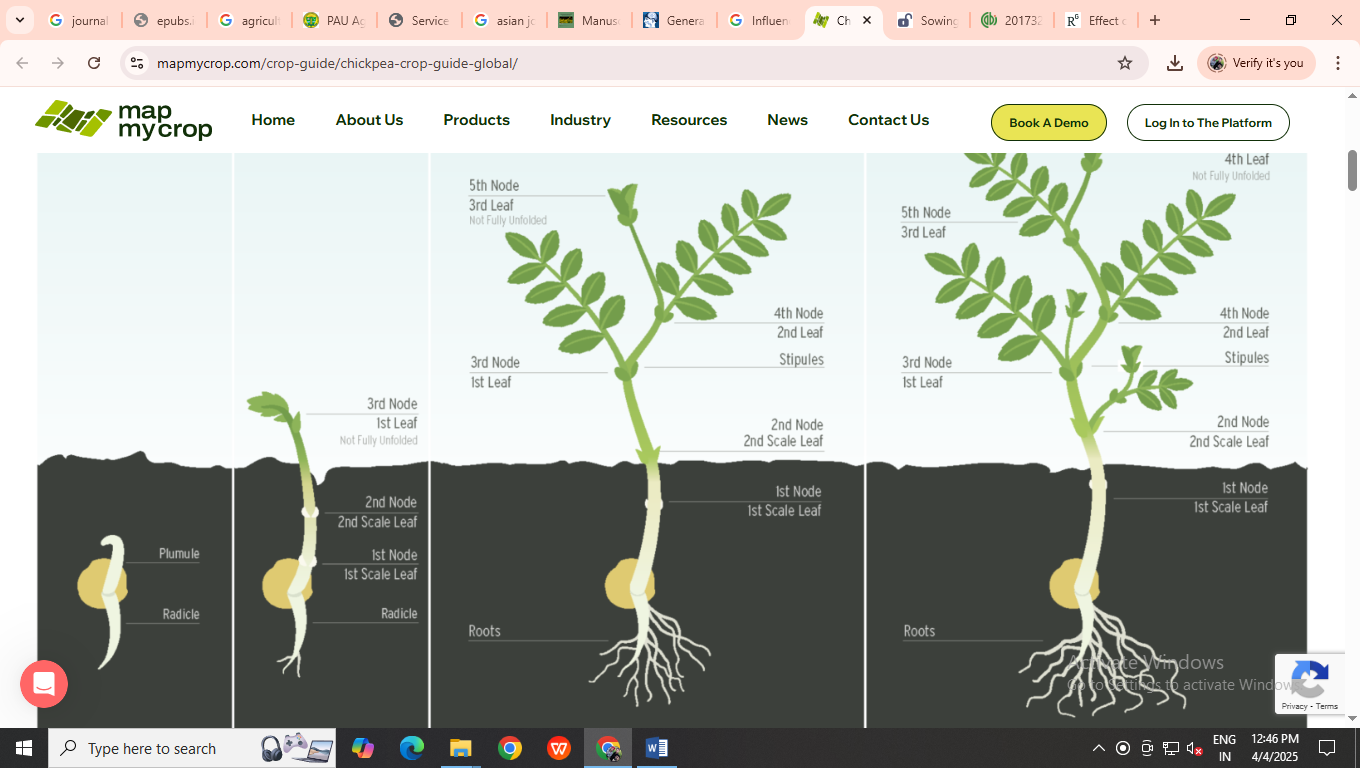 journal
epubs.i
agricult
PAU Ag
Service
asian jo
Manus
Genera
Influen
Ch
Sowing
201732
Effect o
mapmycrop.com/crop-guide/chickpea-crop-guide-global/
Verify it's you
map
mycrop
Home
About Us
Products
Industry
Resources
News
Contact Us
Book A Demo
Log In to The Platform
Plumule
Radicle
3rd Node
1st Leaf
Not Fully Unfolded
2nd Node
2nd Scale Leaf
1st Node
1st Scale Leaf
Radicle
5th Node
3rd Leaf
Not Fully Unfolded
4th Node
2nd Leaf
Stipules
3rd Node
1st Leaf
2nd Node
2nd Scale Leaf
1st Node
1st Scale Leaf
Roots
4th Leaf
Not Fully Unfolded
5th Node
3rd Leaf
4th Node
2nd Leaf
Stipules
3rd Node
1st Leaf
2nd Node
2nd Scale Leaf
1st Node
1st Scale Leaf
Roots
Activate Windows
Go to Settings to activate Windows
Privacy - Terms
Type here to search
ENG
IN
12:46 PM
4/4/2025